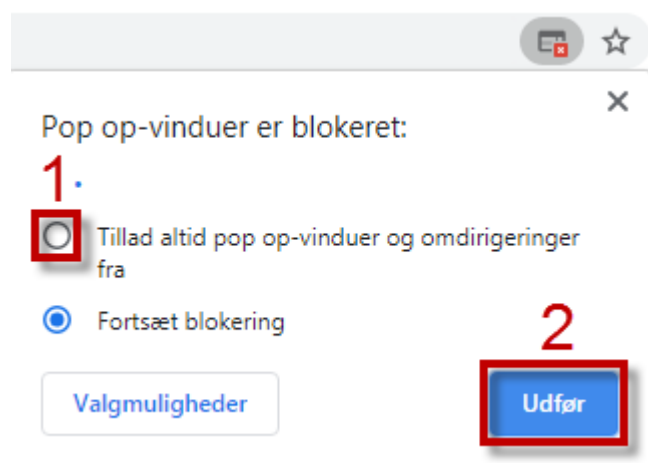 Pop op-vinduer er blokeret:
1
Tillad altid pop op-vinduer og omdirigeringer
fra
Fortsæt blokering
2
Valgmuligheder
Udfør